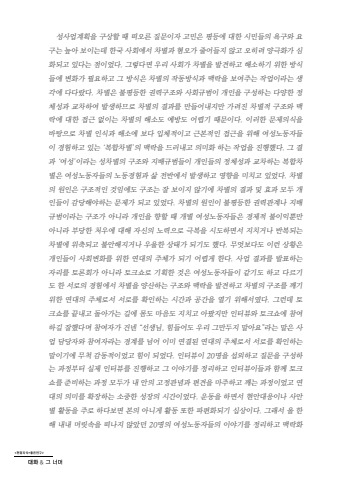 성사업계획을 구상할 때 떠오른 질문이자 고민은 평등에 대한 시민들의 욕구와 요
구는 높아 보이는데 한국 사회에서 차별과 혐오가 줄어들지 않고 오히려 양극화가 심
화되고 있다는 점이었다. 그렇다면 우리 사회가 차별을 발견하고 해소하기 위한 방식
들에 변화가 필요하고 그 방식은 차별의 작동방식과 맥락을 보여주는 작업이라는 생
각에 다다랐다. 차별은 불평등한 권력구조와 사회규범이 개인을 구성하는 다양한 정
체성과 교차하여 발생하므로 차별의 결과를 만들어내지만 가려진 차별적 구조와 맥
락에 대한 접근 없이는 차별의 해소도 예방도 어렵기 때문이다. 이러한 문제의식을
바탕으로 차별 인식과 해소에 보다 입체적이고 근본적인 접근을 위해 여성노동자들
이 경험하고 있는 '복합차별'의 맥락을 드러내고 의미화 하는 작업을 진행했다. 그 결
과 '여성'이라는 성차별의 구조와 지배규범들이 개인들의 정체성과 교차하는 복합차
별은 여성노동자들의 노동경험과 삶 전반에서 발생하고 영향을 미치고 있었다. 차별
의 원인은 구조적인 것임에도 구조는 잘 보이지 않기에 차별의 결과 및 효과 모두 개
인들이 감당해야하는 문제가 되고 있었다. 차별의 원인이 불평등한 권력관계나 지배
규범이라는 구조가 아니라 개인을 향할 때 개별 여성노동자들은 경제적 불이익뿐만
아니라 부당한 처우에 대해 자신의 노력으로 극복을 시도하면서 지치거나 반복되는
차별에 위축되고 불안해지거나 우울한 상태가 되기도 했다. 무엇보다도 이런 상황은
개인들이 사회변화를 위한 연대의 주체가 되기 어렵게 한다. 사업 결과를 발표하는
자리를 토론회가 아니라 토크쇼로 기획한 것은 여성노동자들이 같기도 하고 다르기
도 한 서로의 경험에서 차별을 양산하는 구조와 맥락을 발견하고 차별의 구조를 깨기
위한 연대의 주체로서 서로를 확인하는 시간과 공간을 열기 위해서였다. 그런데 토
크쇼를 끝내고 돌아가는 길에 몸도 마음도 지치고 아팠지만 인터뷰와 토크쇼에 참여
하길 잘했다며 참여자가 건넨 "선생님, 힘들어도 우리 그만두지 말아요"라는 말은 사
업 담당자와 참여자라는 경계를 넘어 이미 연결된 연대의 주체로서 서로를 확인하는
말이기에 무척 감동적이었고 힘이 되었다. 인터뷰이 20명을 섭외하고 질문을 구성하
는 과정부터 실제 인터뷰를 진행하고 그 이야기를 정리하고 인터뷰이들과 함께 토크
쇼를 준비하는 과정 모두가 내 안의 고정관념과 편견을 마주하고 깨는 과정이었고 연
대의 의미를 확장하는 소중한 성장의 시간이었다. 운동을 하면서 현안대응이나 사안
별 활동을 주로 하다보면 본의 아니게 활동 또한 파편화되기 십상이다. 그래서 올 한
해 내내 머릿속을 떠나지 않았던 20명의 여성노동자들의 이야기를 정리하고 맥락화
대화 & 그 너머